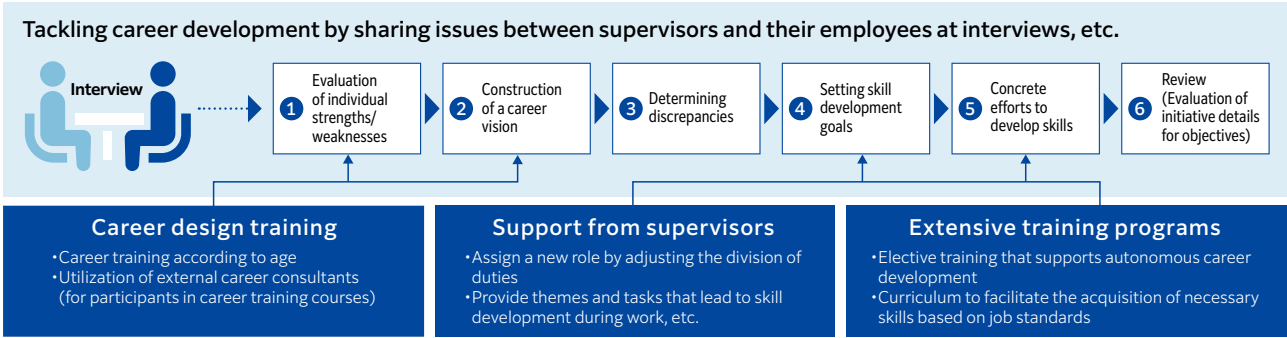 Tackling career development by sharing issues between supervisors and their employees at interviews, etc.
Interview
1
Evaluation
of individual
strengths/
weaknesses
2
Construction
of a career
vision
3
Determining
discrepancies
4
Setting skill
development
goals
5
Concrete
efforts to
develop skills
6
Review
(Evaluation of
initiative details
for objectives)
Career design training
・Career training according to age
・Utilization of external career consultants
(for participants in career training courses)
Support from supervisors
・Assign a new role by adjusting the division of
duties
・Provide themes and tasks that lead to skill
development during work, etc.
Extensive training programs
・Elective training that supports autonomous career
development
・Curriculum to facilitate the acquisition of necessary
skills based on job standards